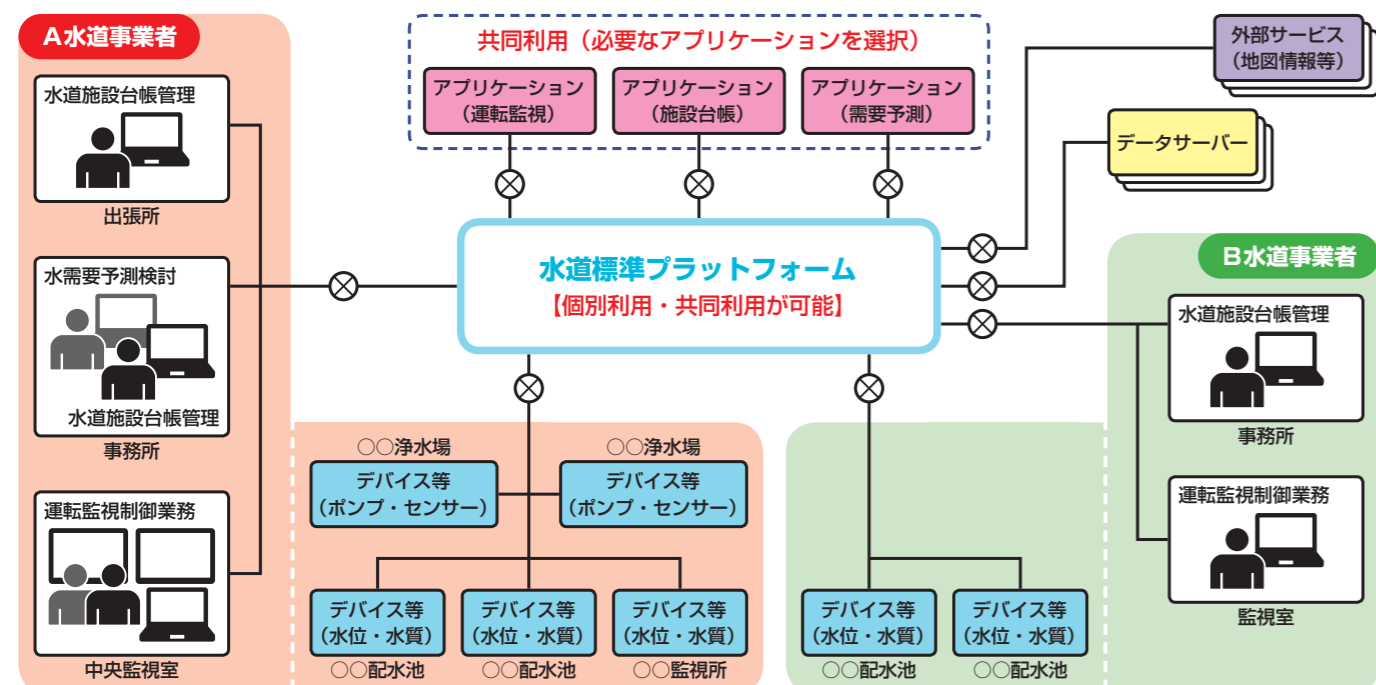 A水道事業者
水道施設台帳管理
出張所
水需要予測検討
水道施設台帳管理
事務所
運転監視制御業務
中央監視室
共同利用（必要なアプリケーションを選択）
アプリケーション
（運転監視）
アプリケーション
（施設台帳）
アプリケーション
（需要予測）
外部サービス
（地図情報等）
データサーバー
水道標準プラットフォーム
【個別利用・共同利用が可能】
B水道事業者
水道施設台帳管理
事務所
運転監視制御業務
監視室
○○浄水場
デバイス等
（ポンプ・センサー）
○○浄水場
デバイス等
（ポンプ・センサー）
デバイス等
（水位・水質）
○○配水池
デバイス等
（水位・水質）
○○配水池
デバイス等
（水位・水質）
○○監視所
デバイス等
（水位・水質）
○○配水池
デバイス等
（水位・水質）
○○配水池